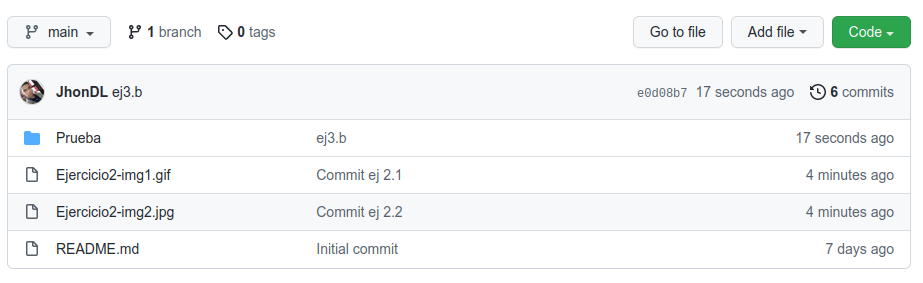 main 1 branch 0 tags Go to file Add file Code
JhonDL ej3.b e0d08b7 17 seconds ago 6 commits
Prueba ej3.b 17 seconds ago
Ejercicio2-img1.gif Commit ej 2.1 4 minutes ago
Ejercicio2-img2.jpg Commit ej 2.2 4 minutes ago
README.md Initial commit 7 days ago